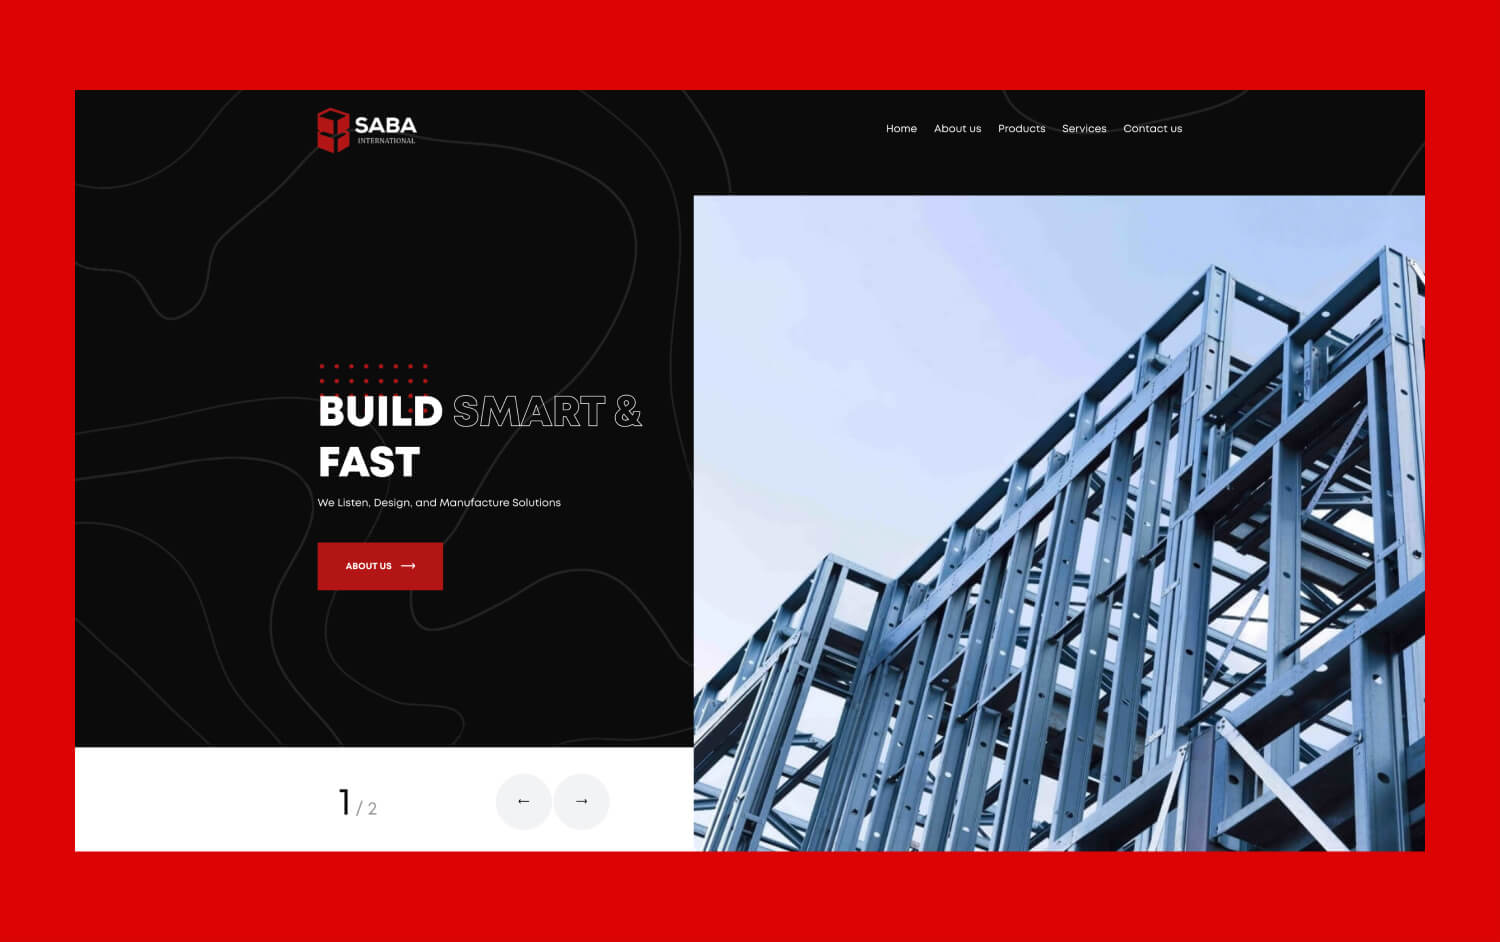 SABA
INTERNATIONAL
Home About us Products Services Contact us
BUILD SMART &
FAST
We Listen, Design, and Manufacture Solutions
ABOUT US →
1 / 2
← →